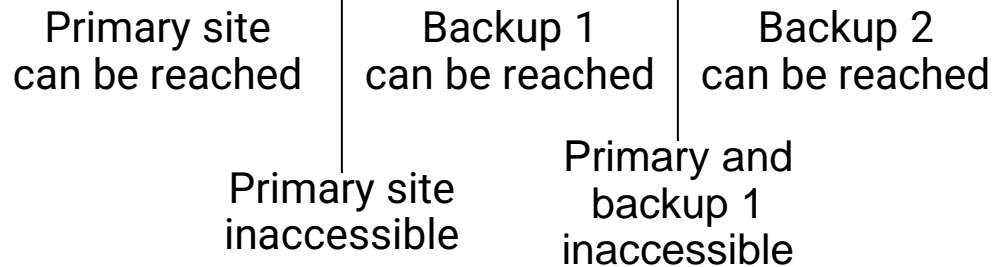 Primary site
can be reached
Backup 1
can be reached
Backup 2
can be reached
Primary site
inaccessible
Primary and
backup 1
inaccessible